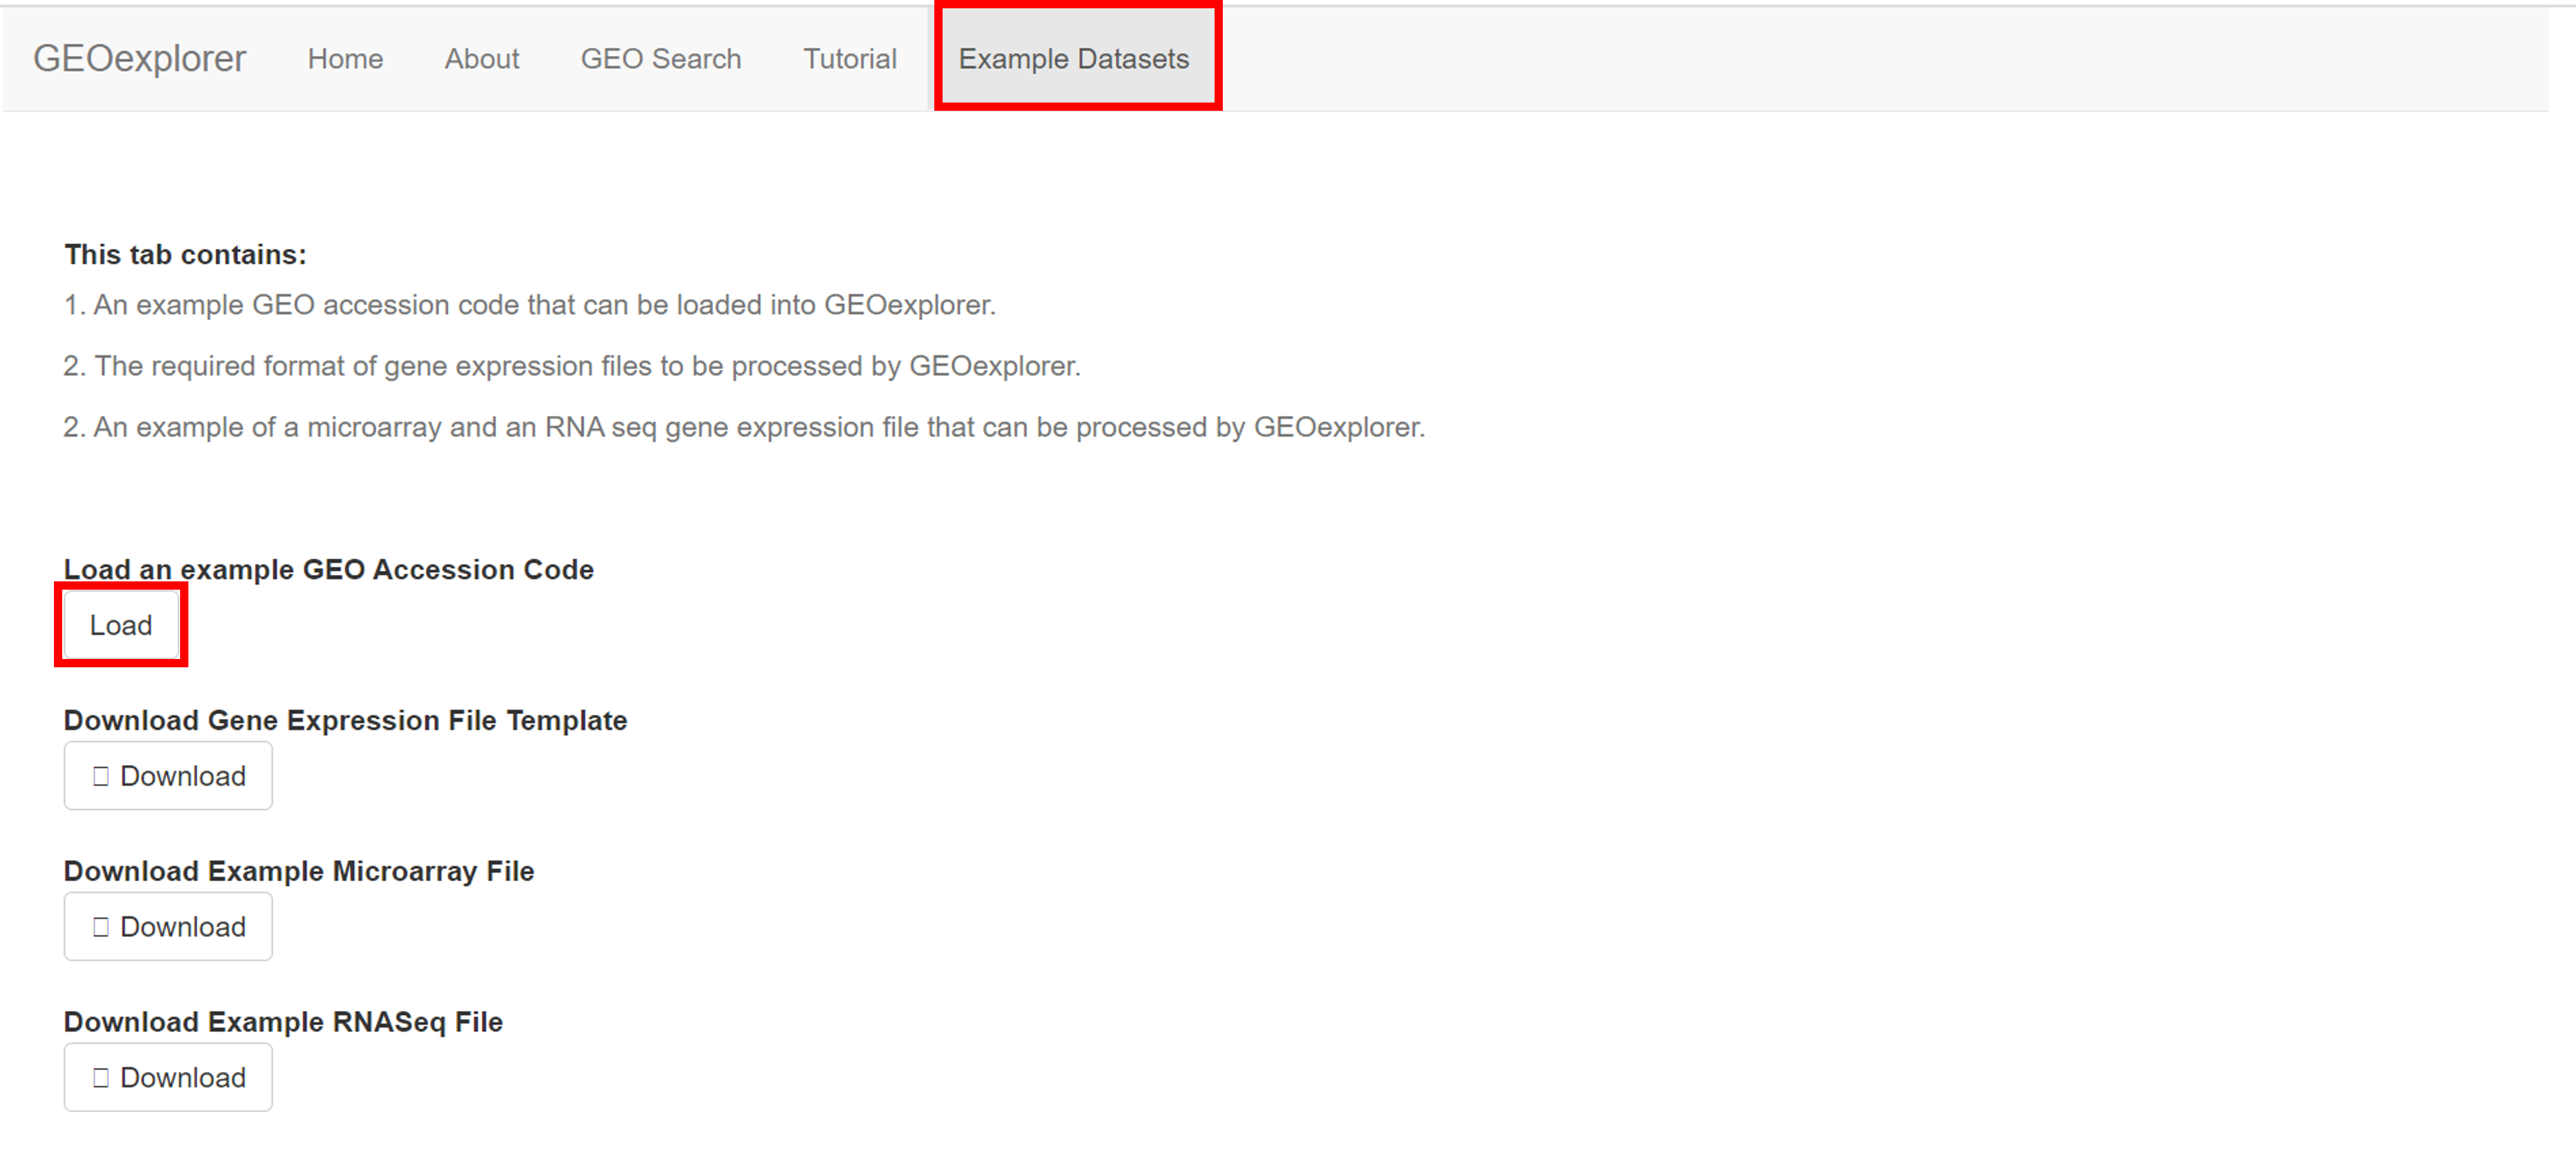 GEOexplorer Home About GEO Search Tutorial Example Datasets
This tab contains:
1. An example GEO accession code that can be loaded into GEOexplorer.
2. The required format of gene expression files to be processed by GEOexplorer.
2. An example of a microarray and an RNA seq gene expression file that can be processed by GEOexplorer.
Load an example GEO Accession Code
Load
Download Gene Expression File Template
Download
Download Example Microarray File
Download
Download Example RNASeq File
Download